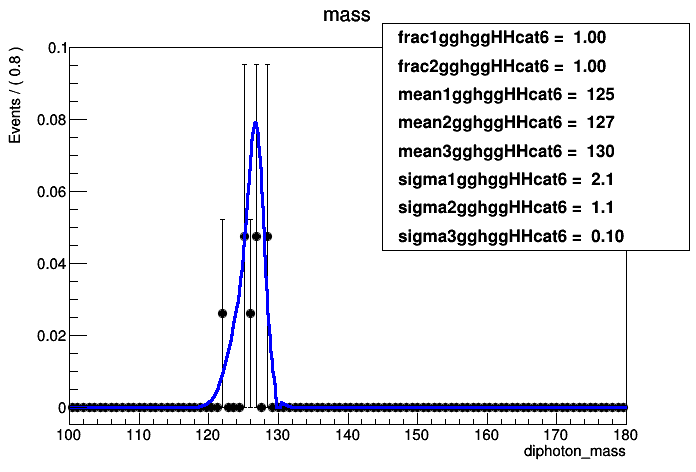 mass
frac1gghggHHcat6 = 1.00
frac2gghggHHcat6 = 1.00
mean1gghggHHcat6 = 125
mean2gghggHHcat6 = 127
mean3gghggHHcat6 = 130
sigma1gghggHHcat6 = 2.1
sigma2gghggHHcat6 = 1.1
sigma3gghggHHcat6 = 0.10
Events / ( 0.8 )
0.1
0.08
0.06
0.04
0.02
0
100 110 120 130 140 150 160 170 180
diphoton_mass